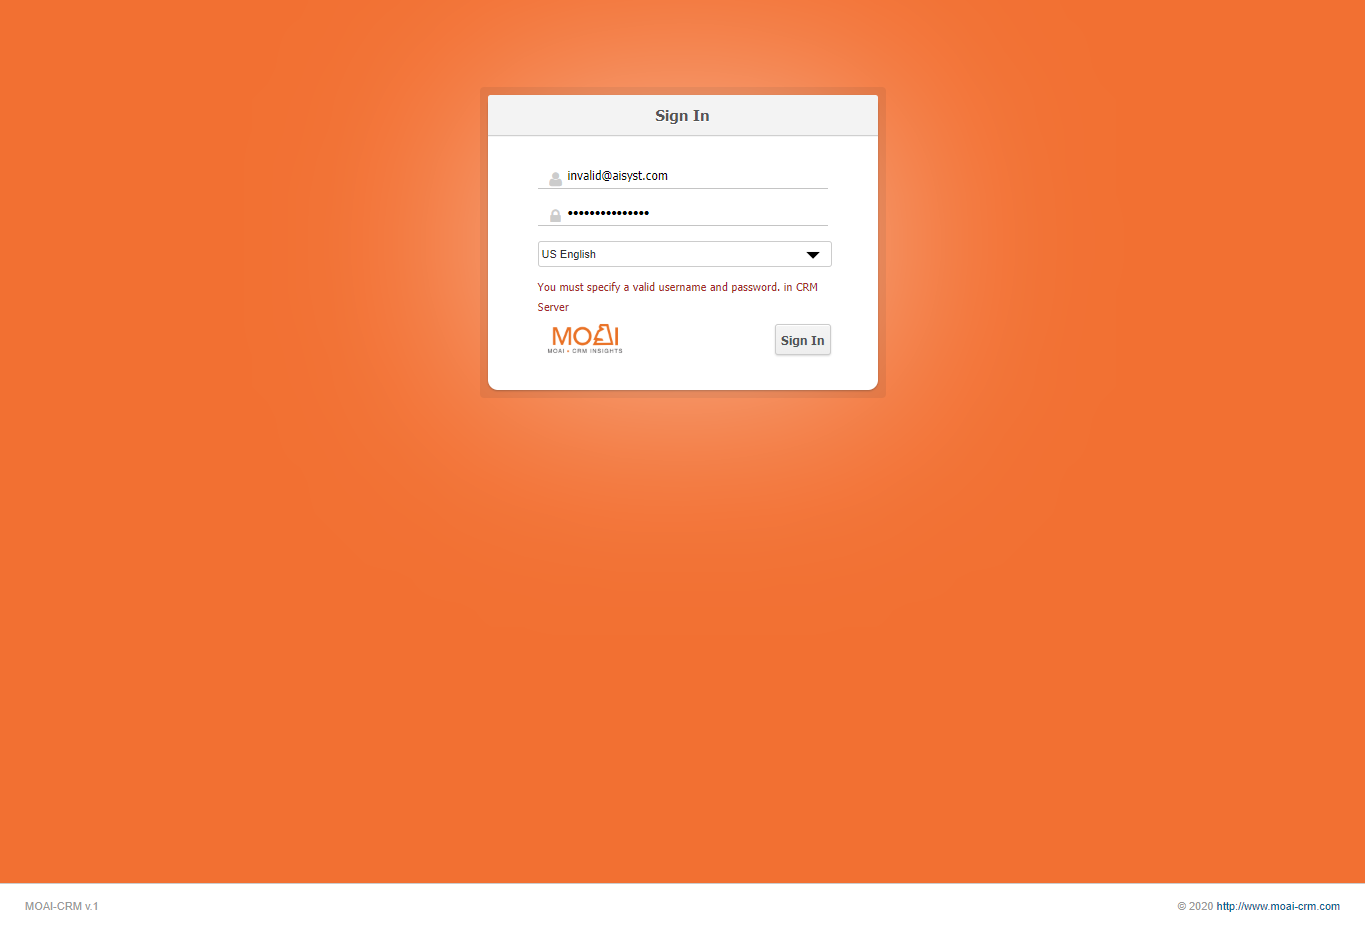 Sign In
invalid@aisyst.com
•••••••••••••••
US English
You must specify a valid username and password. in CRM
Server
MOAI
MOAI • CRM INSIGHTS
Sign In
MOAI-CRM v.1
© 2020 http://www.moai-crm.com